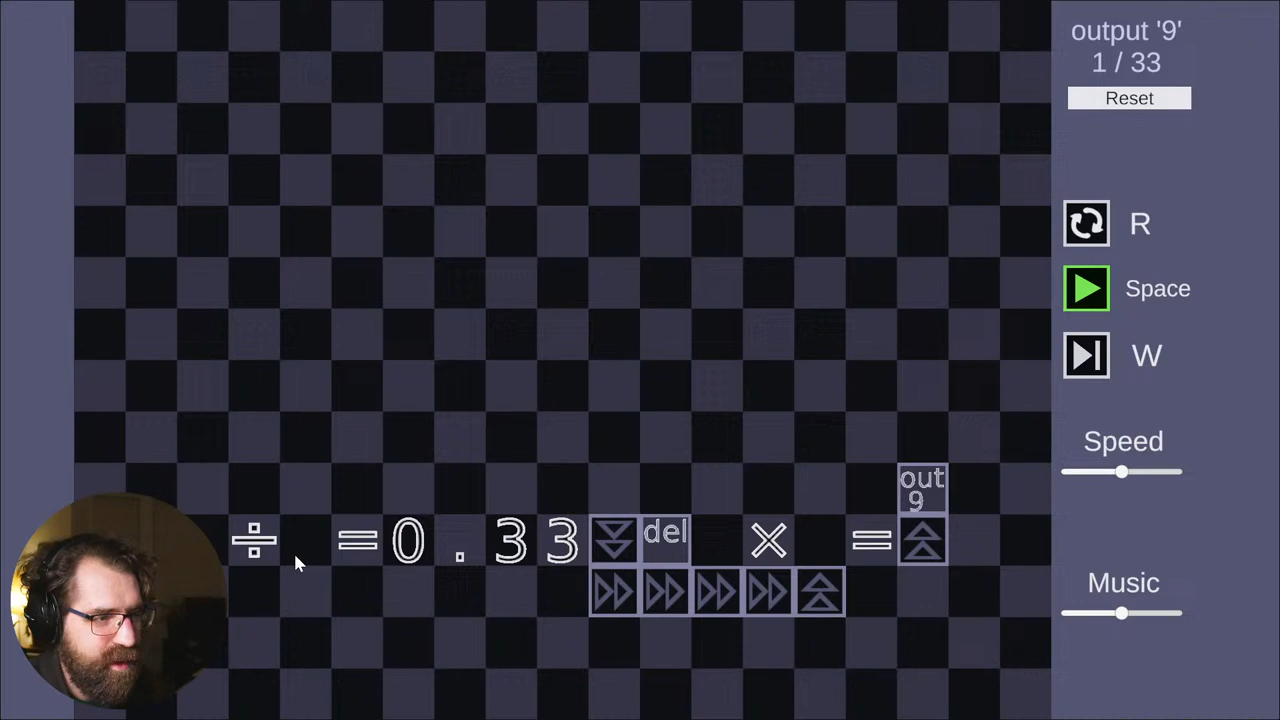 output '9'
1 / 33
Reset
R
Space
W
Speed
out
9
÷ =0.33 del × =
Music